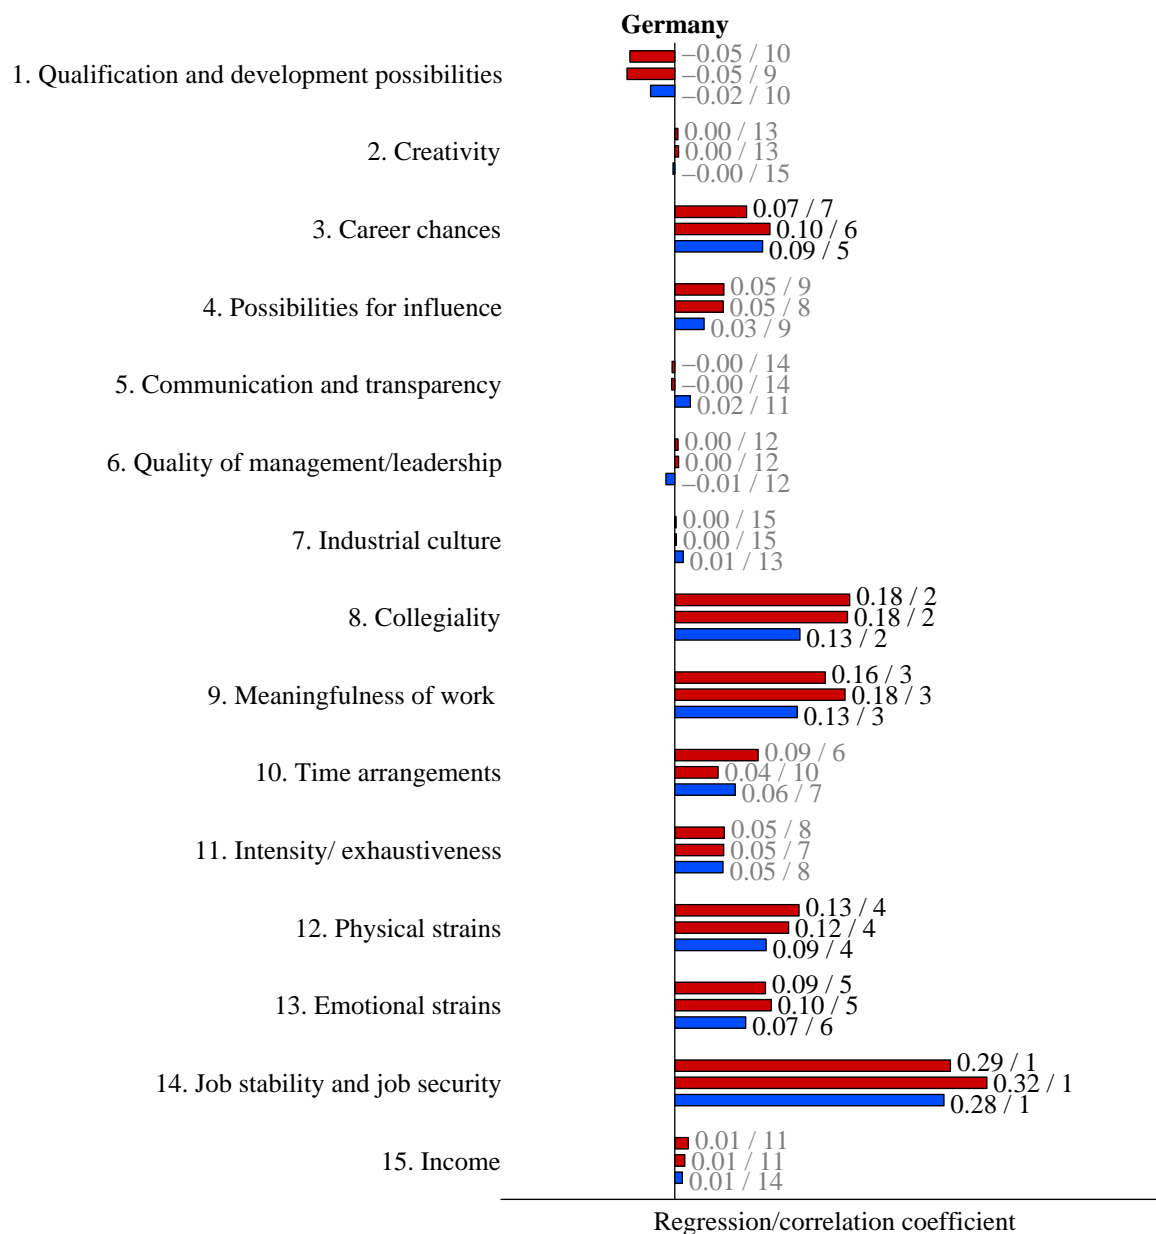 Germany
1. Qualification and development possibilities
–0.05 / 10
–0.05 / 9
–0.02 / 10
2. Creativity
0.00 / 13
0.00 / 13
–0.00 / 15
3. Career chances
0.07 / 7
0.10 / 6
0.09 / 5
4. Possibilities for influence
0.05 / 9
0.05 / 8
0.03 / 9
5. Communication and transparency
–0.00 / 14
–0.00 / 14
0.02 / 11
6. Quality of management/leadership
0.00 / 12
0.00 / 12
–0.01 / 12
7. Industrial culture
0.00 / 15
0.00 / 15
0.01 / 13
8. Collegiality
0.18 / 2
0.18 / 2
0.13 / 2
9. Meaningfulness of work
0.16 / 3
0.18 / 3
0.13 / 3
10. Time arrangements
0.09 / 6
0.04 / 10
0.06 / 7
11. Intensity/ exhaustiveness
0.05 / 8
0.05 / 7
0.05 / 8
12. Physical strains
0.13 / 4
0.12 / 4
0.09 / 4
13. Emotional strains
0.09 / 5
0.10 / 5
0.07 / 6
14. Job stability and job security
0.29 / 1
0.32 / 1
0.28 / 1
15. Income
0.01 / 11
0.01 / 11
0.01 / 14
Regression/correlation coefficient